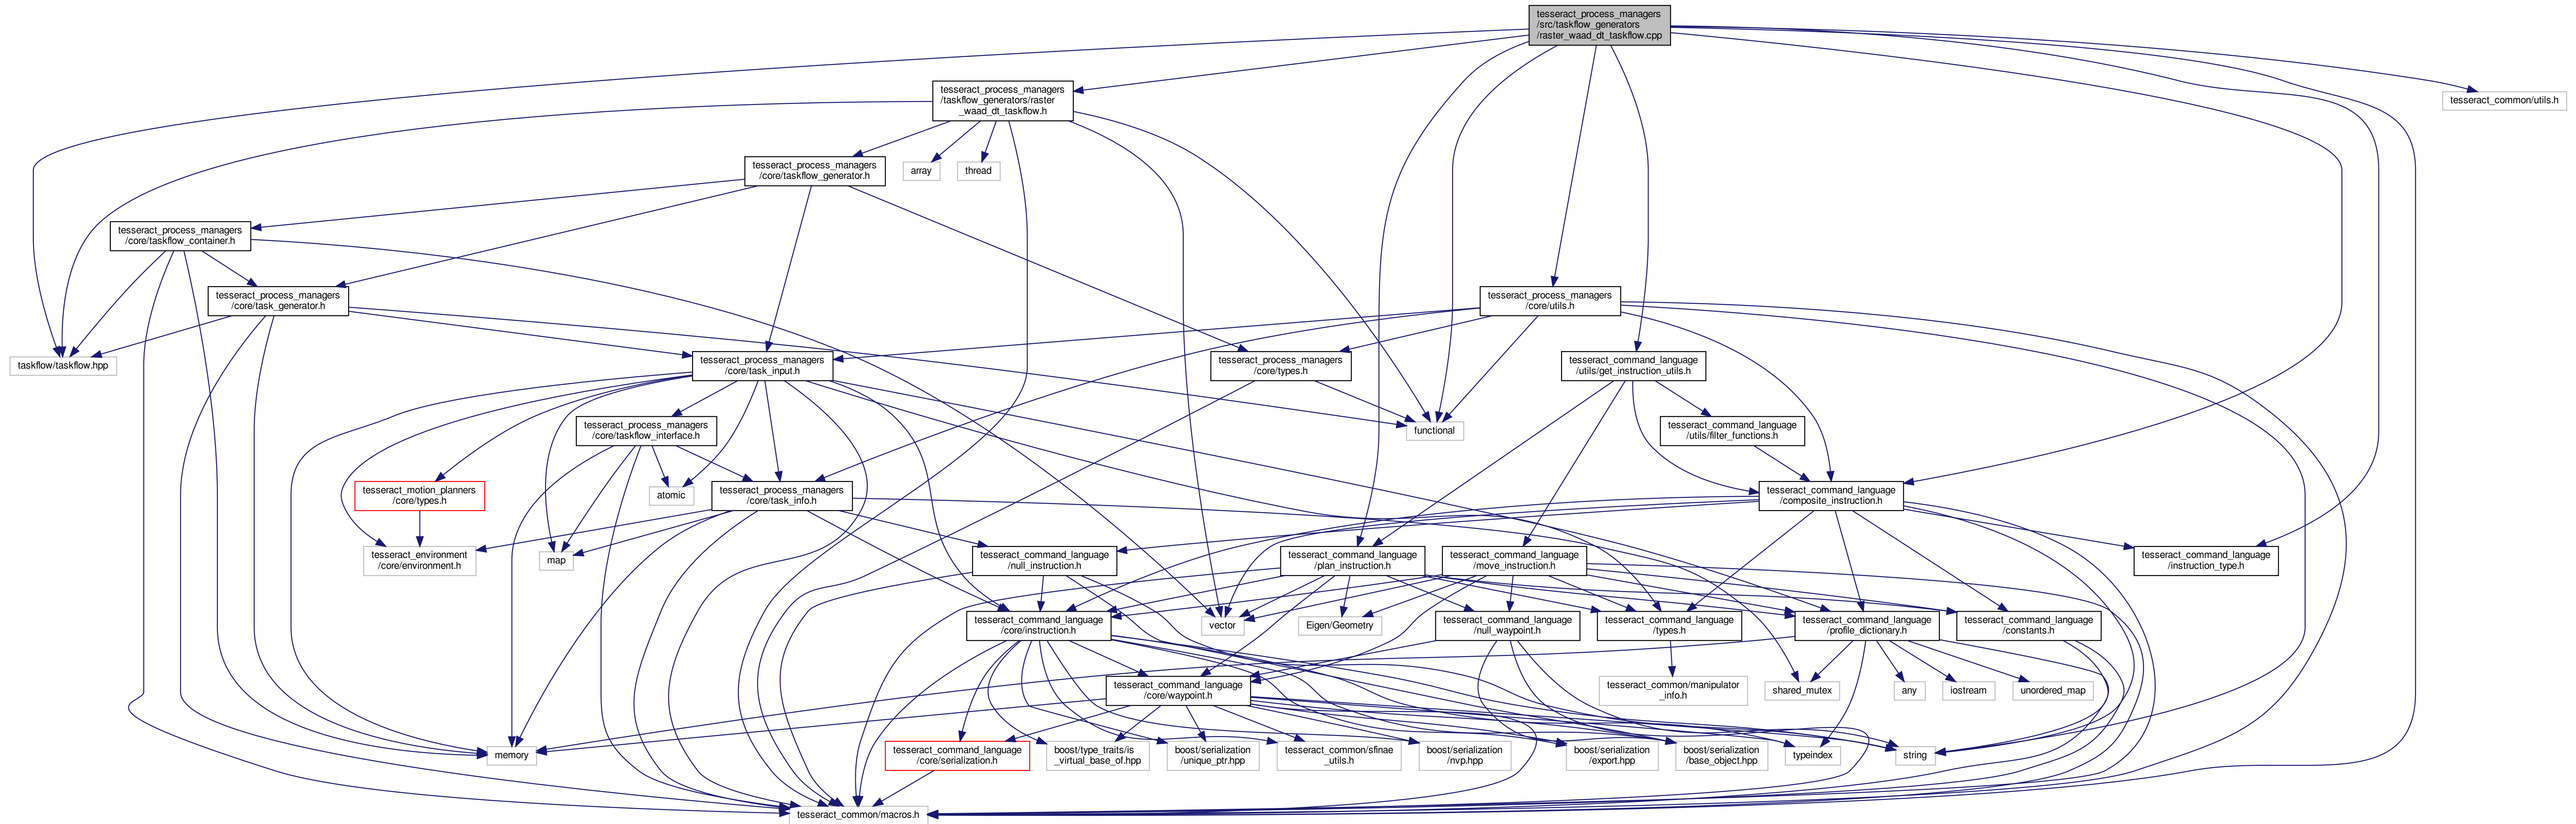 tesseract_process_managers
/src/taskflow_generators
/raster_waad_dt_taskflow.cpp
tesseract_process_managers
/taskflow_generators/raster
_waad_dt_taskflow.h
tesseract_common/utils.h
tesseract_process_managers
/core/taskflow_generator.h
array
thread
tesseract_process_managers
/core/taskflow_container.h
tesseract_process_managers
/core/task_generator.h
tesseract_process_managers
/core/utils.h
taskflow/taskflow.hpp
tesseract_process_managers
/core/task_input.h
tesseract_process_managers
/core/types.h
tesseract_command_language
/utils/get_instruction_utils.h
tesseract_process_managers
/core/taskflow_interface.h
functional
tesseract_command_language
/utils/filter_functions.h
tesseract_motion_planners
/core/types.h
atomic
tesseract_process_managers
/core/task_info.h
tesseract_command_language
/composite_instruction.h
tesseract_environment
/core/environment.h
map
tesseract_command_language
/null_instruction.h
tesseract_command_language
/plan_instruction.h
tesseract_command_language
/move_instruction.h
tesseract_command_language
/instruction_type.h
tesseract_command_language
/core/instruction.h
vector
Eigen/Geometry
tesseract_command_language
/null_waypoint.h
tesseract_command_language
/types.h
tesseract_command_language
/profile_dictionary.h
tesseract_command_language
/constants.h
tesseract_command_language
/core/waypoint.h
tesseract_common/manipulator
_info.h
shared_mutex
any
iostream
unordered_map
memory
tesseract_command_language
/core/serialization.h
boost/type_traits/is
_virtual_base_of.hpp
boost/serialization
/unique_ptr.hpp
tesseract_common/sfinae
_utils.h
boost/serialization
/nvp.hpp
boost/serialization
/export.hpp
boost/serialization
/base_object.hpp
typeindex
string
tesseract_common/macros.h